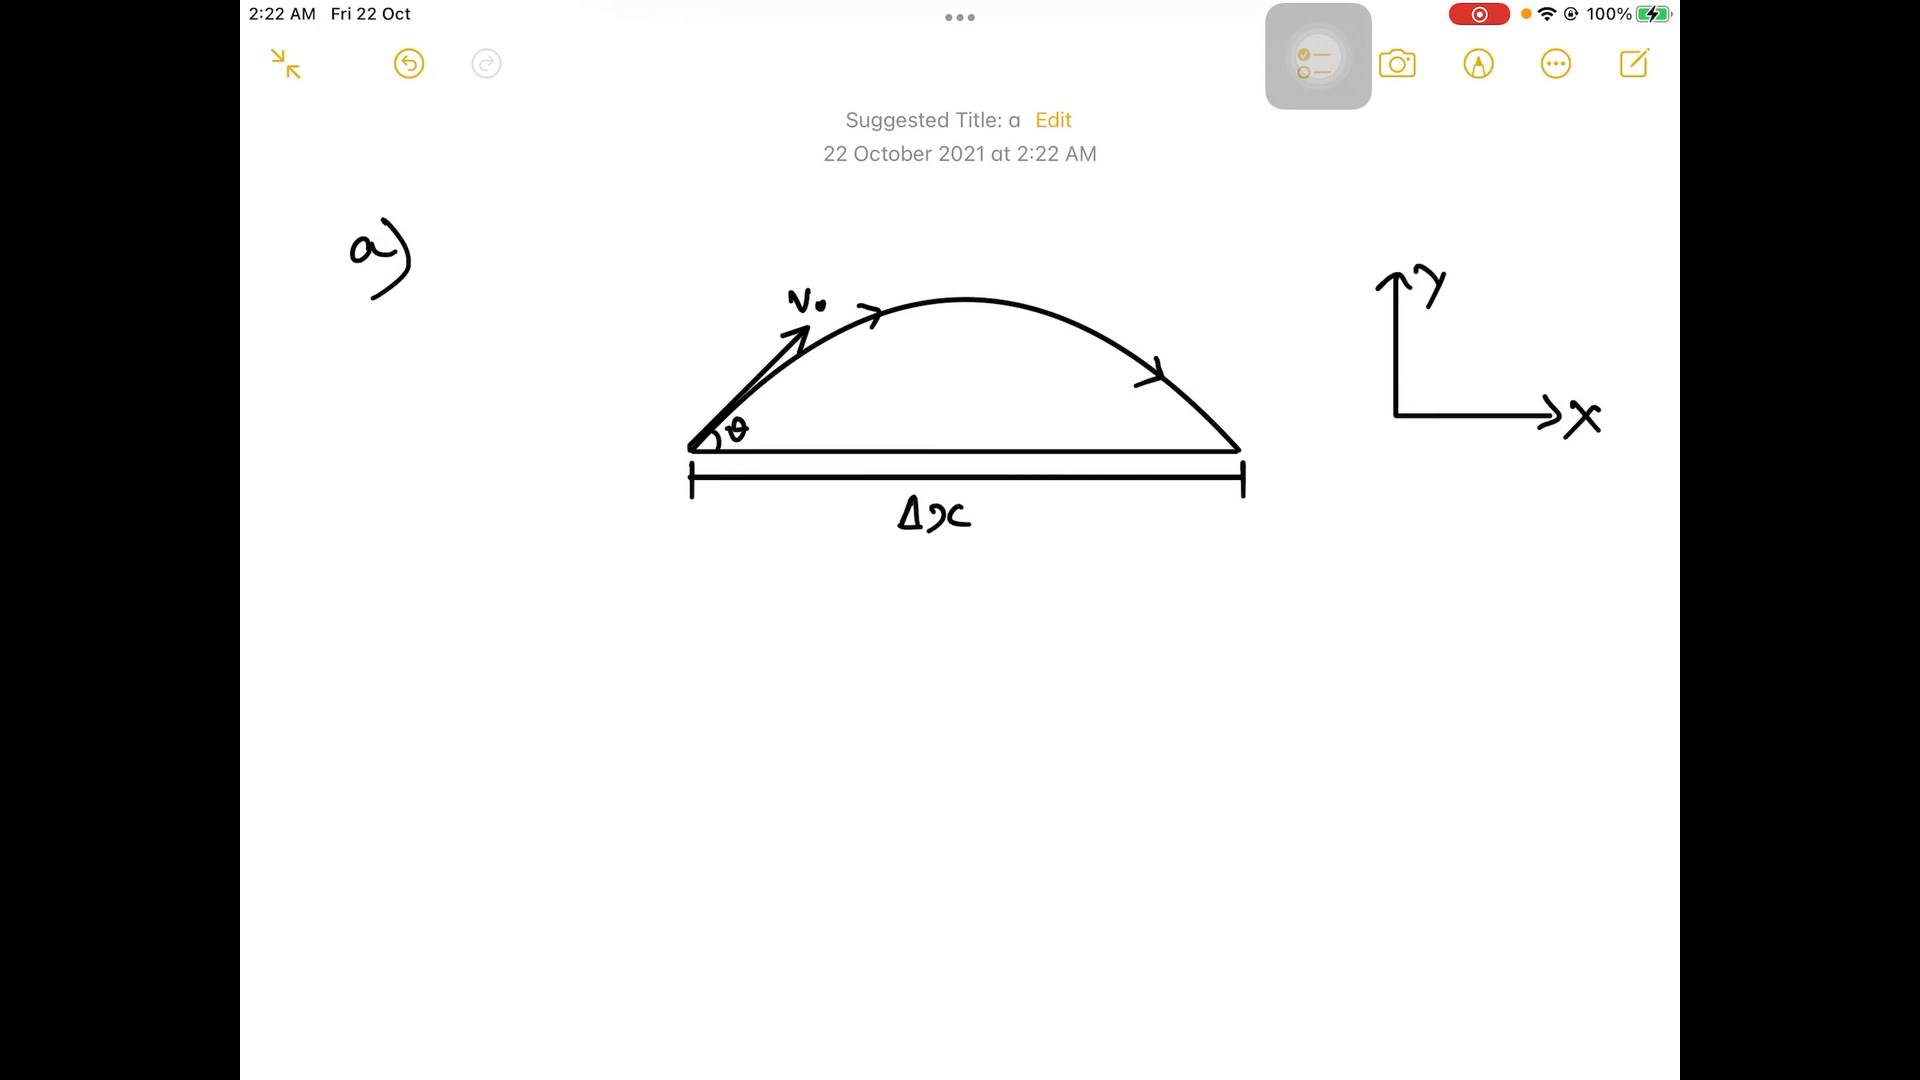 2:22 AM Fri 22 Oct 100%
Suggested Title: a Edit
22 October 2021 at 2:22 AM
a)
v₀
θ
Δx
y
x